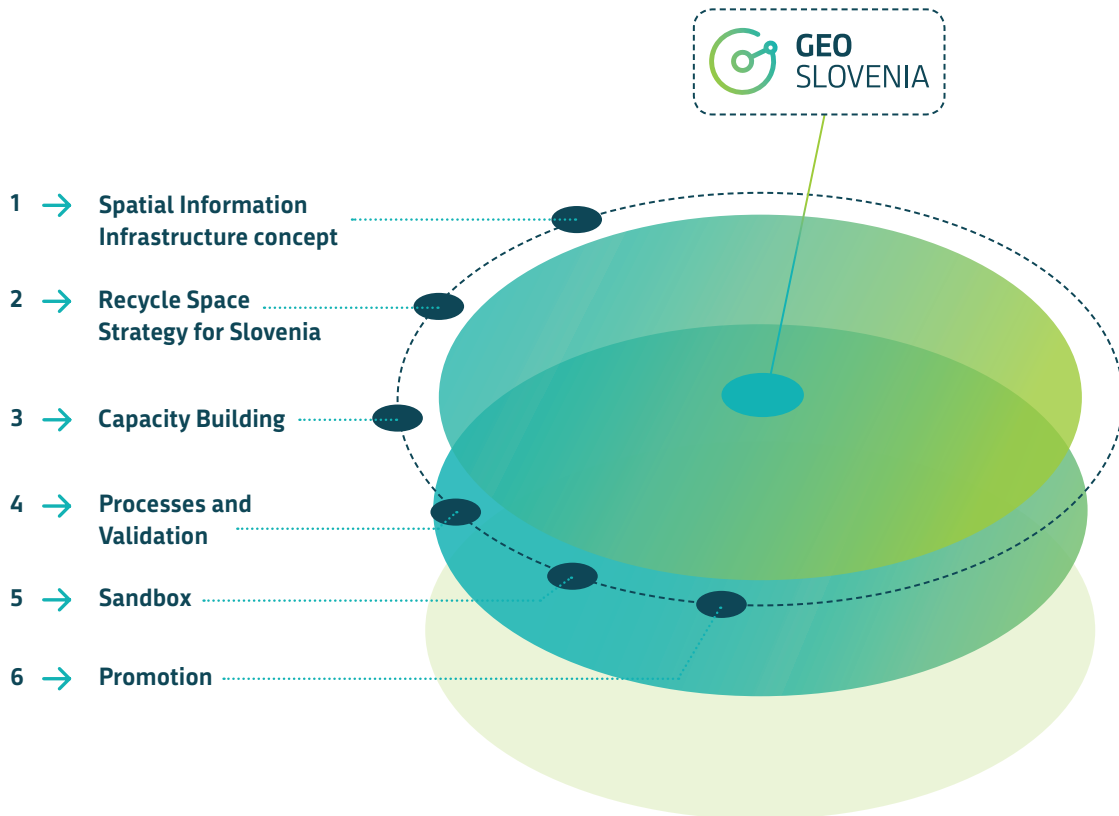 GEO
SLOVENIA
1 → Spatial Information
Infrastructure concept
2 → Recycle Space
Strategy for Slovenia
3 → Capacity Building
4 → Processes and
Validation
5 → Sandbox
6 → Promotion